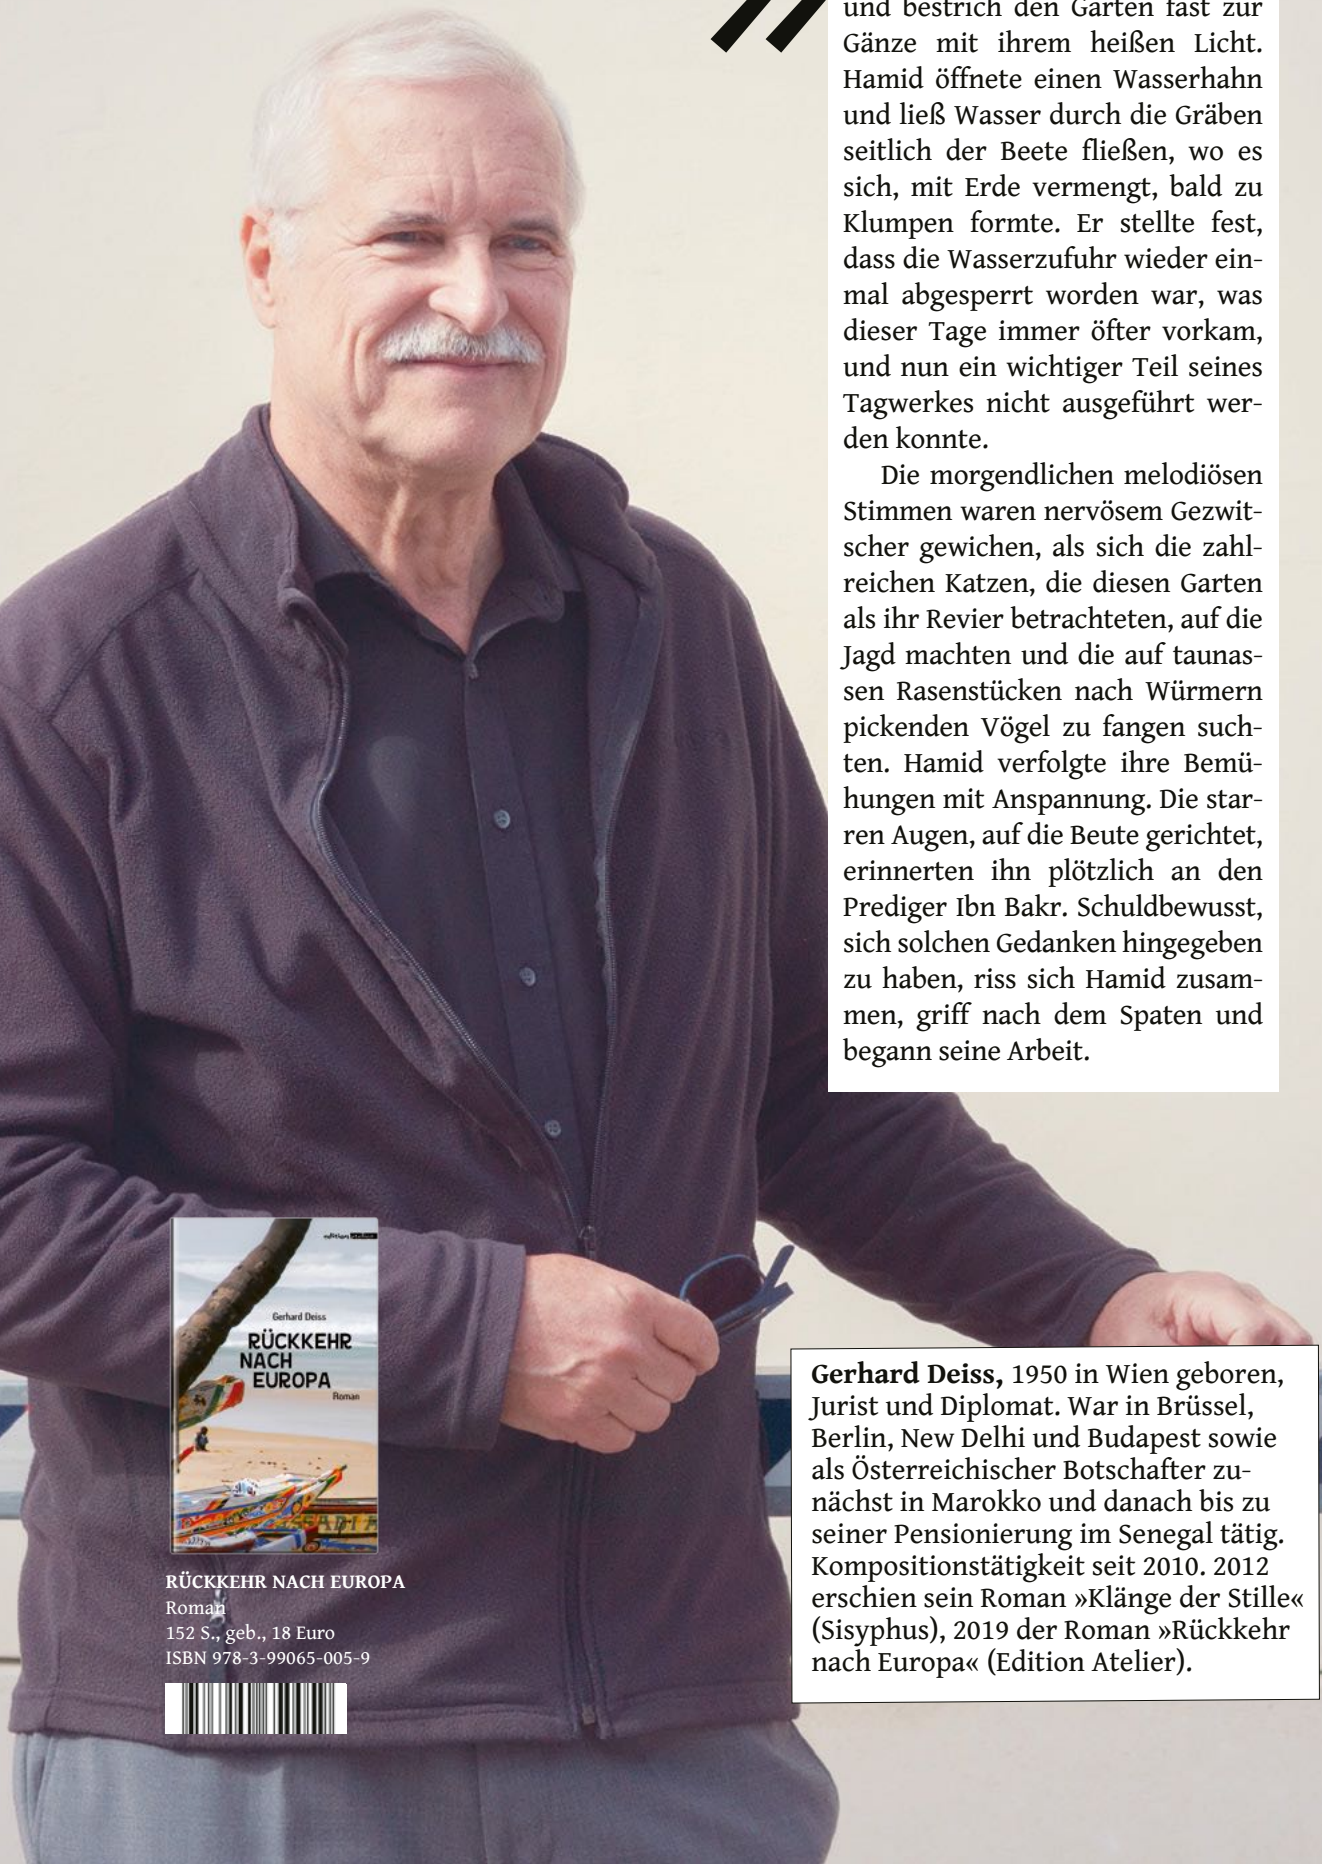 „
und bestrich den Garten fast zur
Gänze mit ihrem heißen Licht.
Hamid öffnete einen Wasserhahn
und ließ Wasser durch die Gräben
seitlich der Beete fließen, wo es
sich, mit Erde vermengt, bald zu
Klumpen formte. Er stellte fest,
dass die Wasserzufuhr wieder ein-
mal abgesperrt worden war, was
dieser Tage immer öfter vorkam,
und nun ein wichtiger Teil seines
Tagwerkes nicht ausgeführt wer-
den konnte.
Die morgendlichen melodiösen
Stimmen waren nervösem Gezwit-
scher gewichen, als sich die zahl-
reichen Katzen, die diesen Garten
als ihr Revier betrachteten, auf die
Jagd machten und die auf taunas-
sen Rasenstücken nach Würmern
pickenden Vögel zu fangen such-
ten. Hamid verfolgte ihre Bemü-
hungen mit Anspannung. Die star-
ren Augen, auf die Beute gerichtet,
erinnerten ihn plötzlich an den
Prediger Ibn Bakr. Schuldbewusst,
sich solchen Gedanken hingegeben
zu haben, riss sich Hamid zusam-
men, griff nach dem Spaten und
begann seine Arbeit.
edition atelier
Gerhard Deiss
RÜCKKEHR
NACH
EUROPA
Roman
RÜCKKEHR NACH EUROPA
Roman
152 S., geb., 18 Euro
ISBN 978-3-99065-005-9
Gerhard Deiss, 1950 in Wien geboren,
Jurist und Diplomat. War in Brüssel,
Berlin, New Delhi und Budapest sowie
als Österreichischer Botschafter zu-
nächst in Marokko und danach bis zu
seiner Pensionierung im Senegal tätig.
Kompositionstätigkeit seit 2010. 2012
erschien sein Roman »Klänge der Stille«
(Sisyphus), 2019 der Roman »Rückkehr
nach Europa« (Edition Atelier).